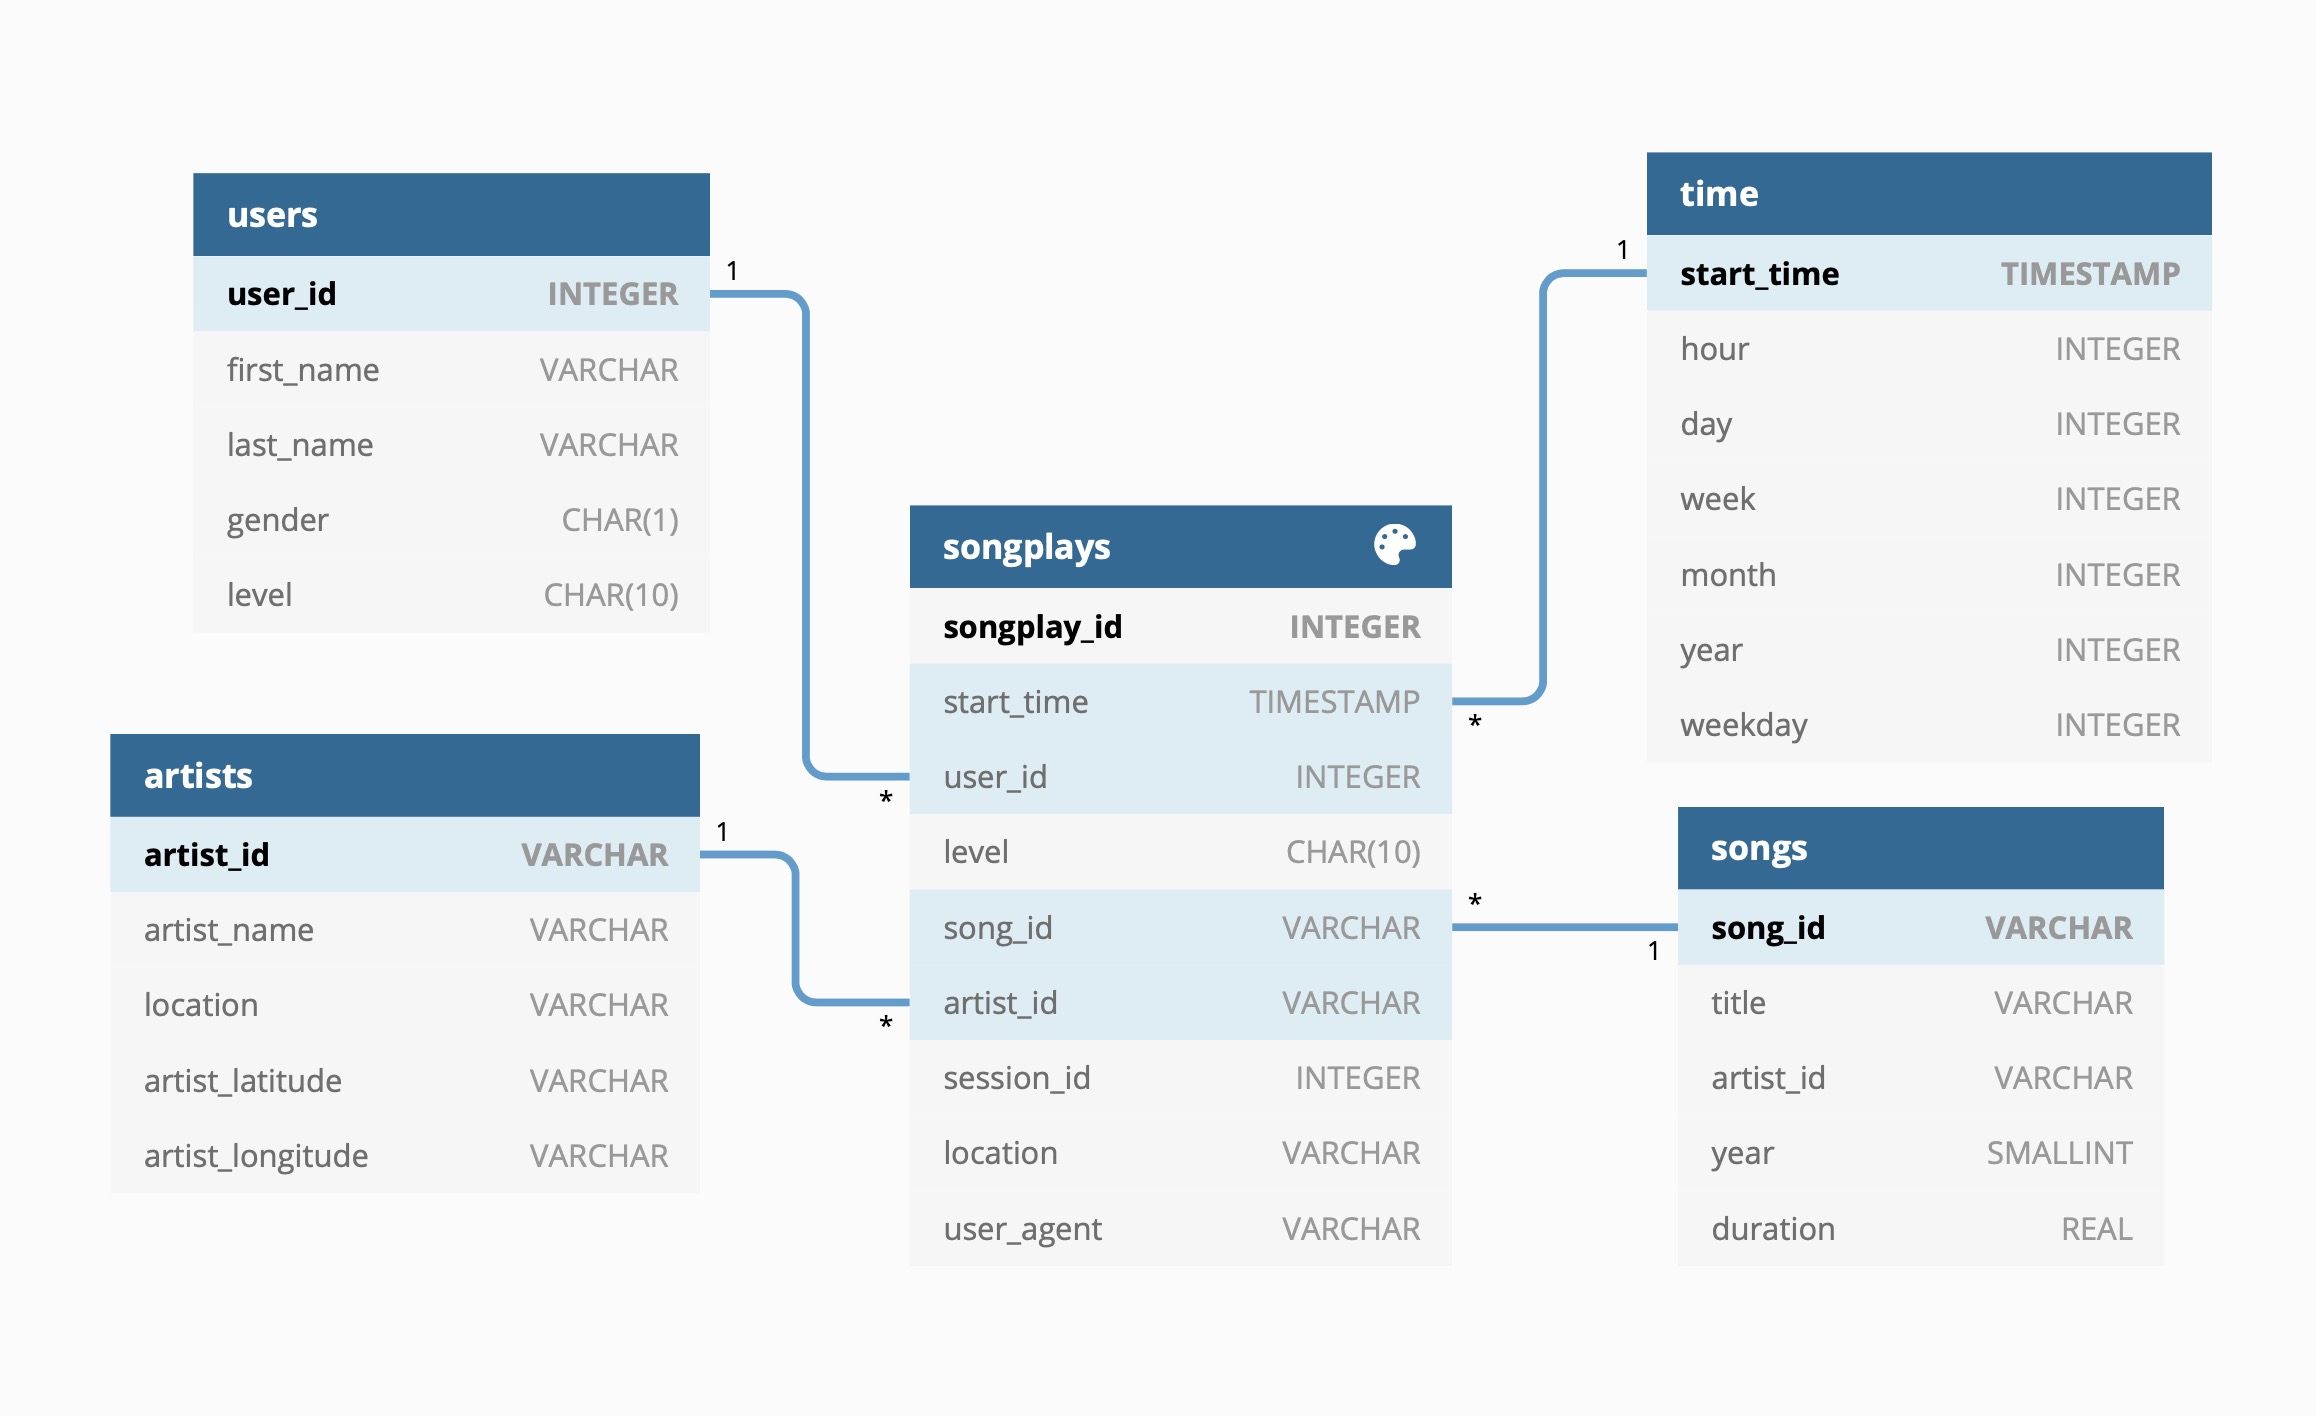 users
user_id INTEGER
first_name VARCHAR
last_name VARCHAR
gender CHAR(1)
level CHAR(10)
1
*
artists
artist_id VARCHAR
artist_name VARCHAR
location VARCHAR
artist_latitude VARCHAR
artist_longitude VARCHAR
1
*
songplays
songplay_id INTEGER
start_time TIMESTAMP
user_id INTEGER
level CHAR(10)
song_id VARCHAR
artist_id VARCHAR
session_id INTEGER
location VARCHAR
user_agent VARCHAR
*
1
time
start_time TIMESTAMP
hour INTEGER
day INTEGER
week INTEGER
month INTEGER
year INTEGER
weekday INTEGER
*
1
songs
song_id VARCHAR
title VARCHAR
artist_id VARCHAR
year SMALLINT
duration REAL